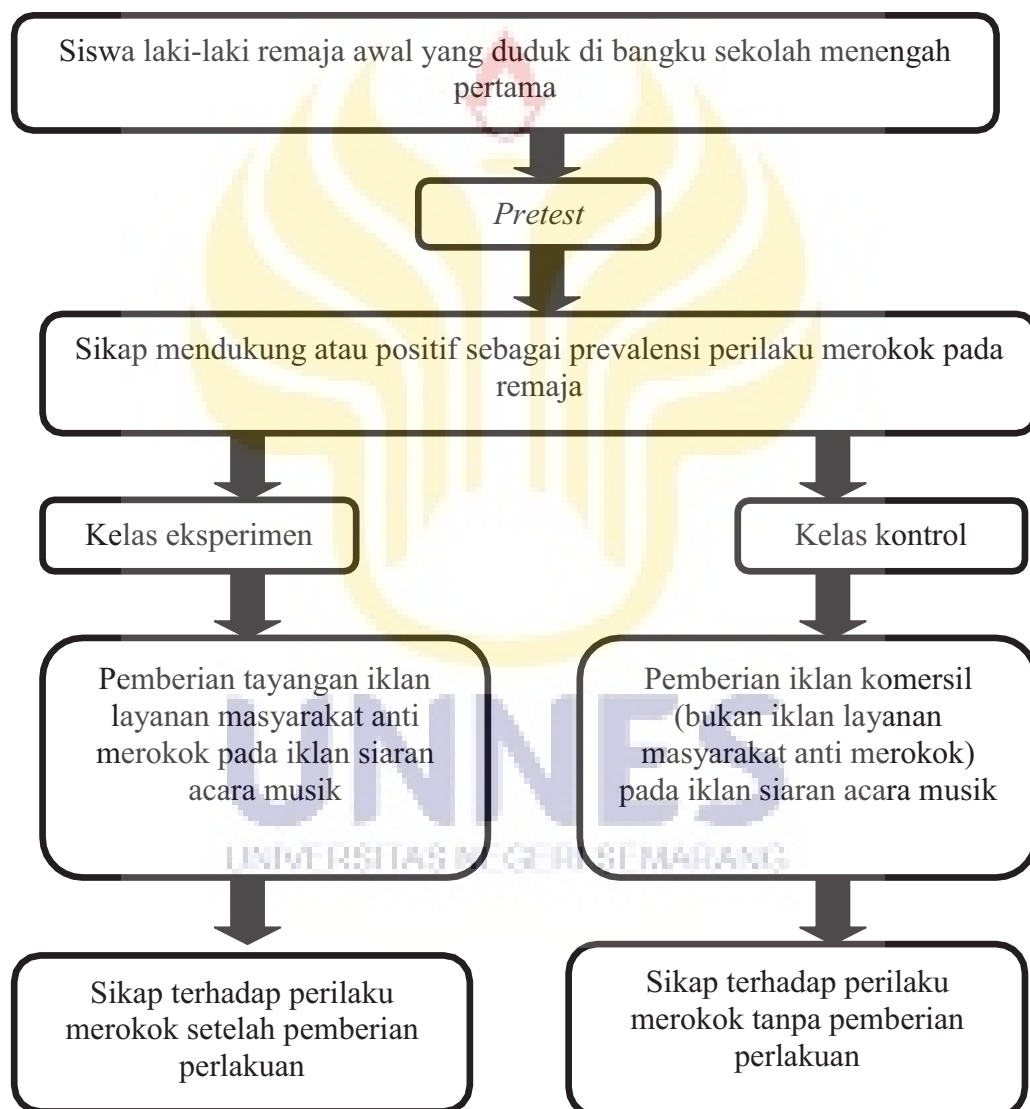 Siswa laki-laki remaja awal yang duduk di bangku sekolah menengah
pertama
Pretest
Sikap mendukung atau positif sebagai prevalensi perilaku merokok pada
remaja
Kelas eksperimen
Kelas kontrol
Pemberian tayangan iklan
layanan masyarakat anti
merokok pada iklan siaran
acara musik
Pemberian iklan komersil
(bukan iklan layanan
masyarakat anti merokok)
pada iklan siaran acara musik
UNNES
UNIVERSITAS NEGERI SEMARANG
Sikap terhadap perilaku
merokok setelah pemberian
perlakuan
Sikap terhadap perilaku
merokok tanpa pemberian
perlakuan